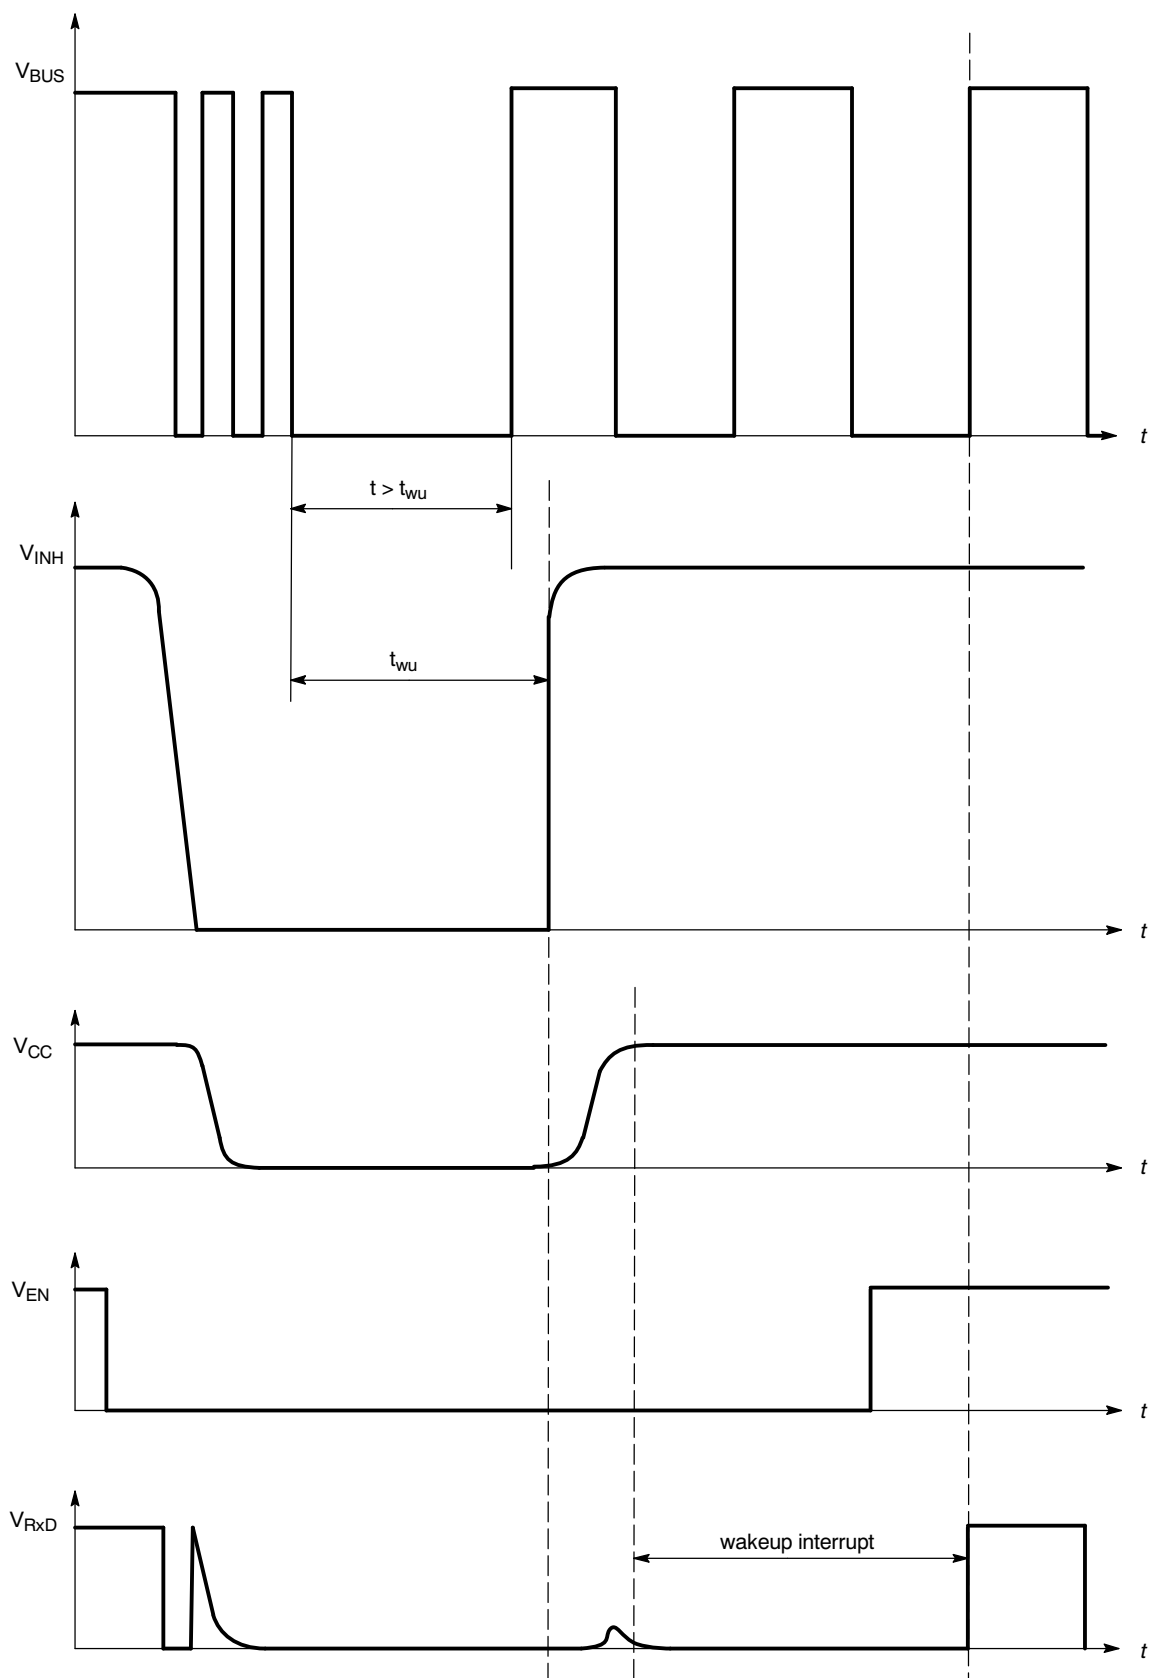 V_BUS
t
t > t_wu
V_INH
t_wu
t
V_CC
t
V_EN
t
V_RxD
wakeup interrupt
t